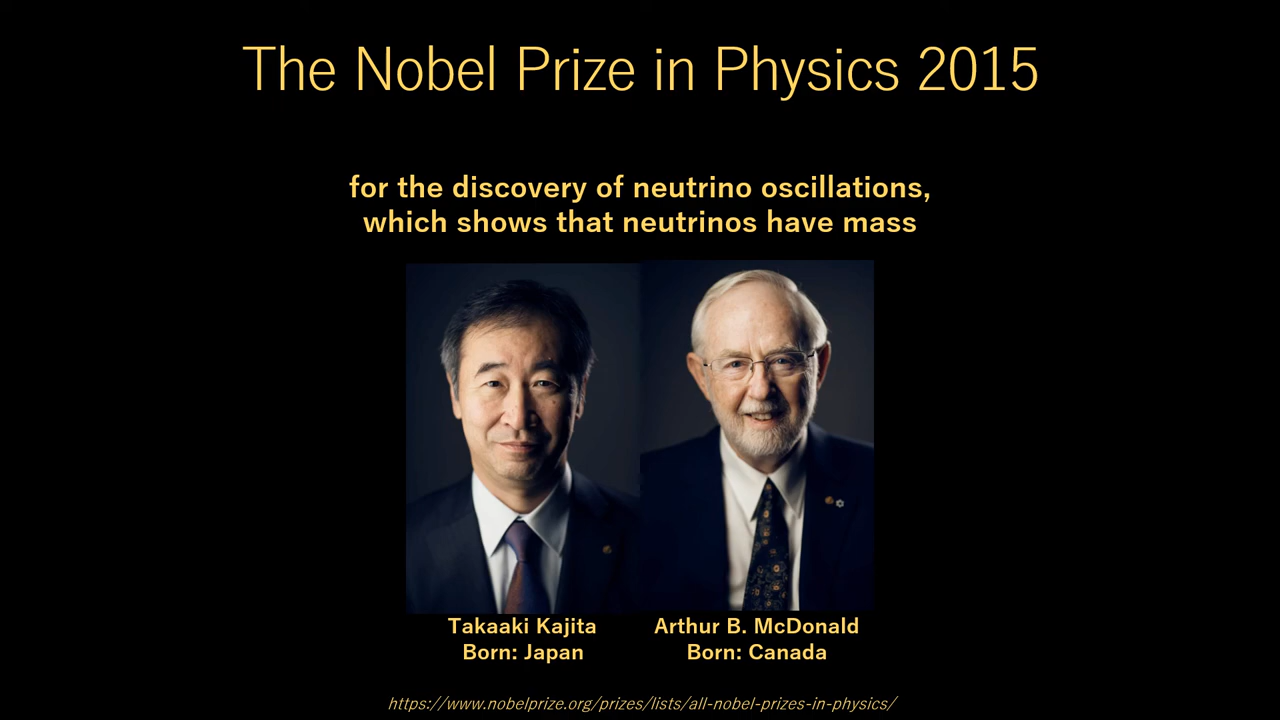 The Nobel Prize in Physics 2015
for the discovery of neutrino oscillations,
which shows that neutrinos have mass
Takaaki Kajita
Born: Japan
Arthur B. McDonald
Born: Canada
https://www.nobelprize.org/prizes/lists/all-nobel-prizes-in-physics/